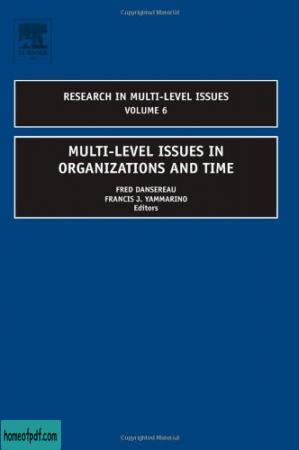 ELSEVIER
RESEARCH IN MULTI-LEVEL ISSUES
VOLUME 6
MULTI-LEVEL ISSUES IN
ORGANIZATIONS AND TIME
FRED DANSEREAU
FRANCIS J. YAMMARINO
Editors
homeofpdf.com